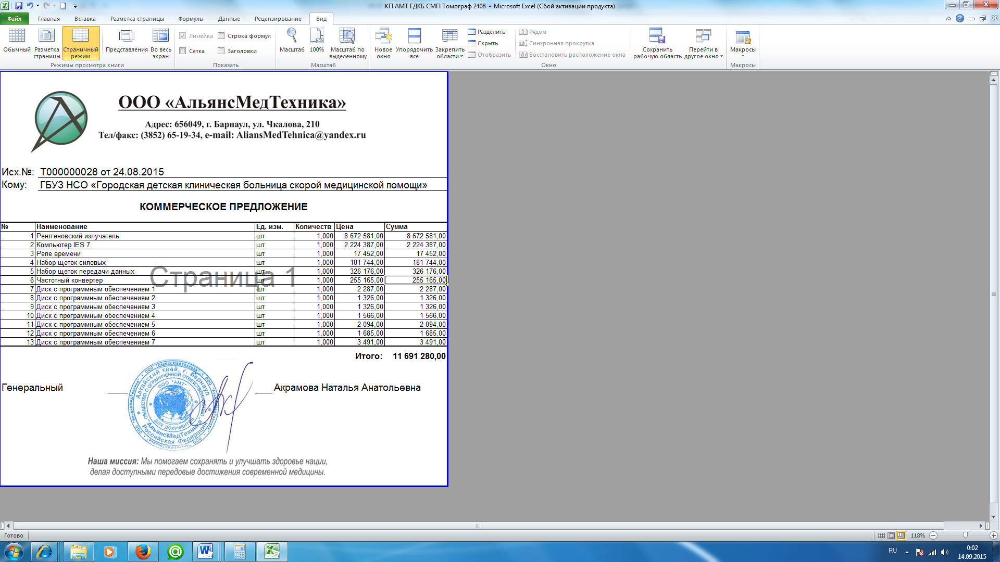 КП АМТ ГДКБ СМП Томограф 2408 - Microsoft Excel (Сбой активации продукта)
Файл Главная Вставка Разметка страницы Формулы Данные Рецензирование Вид
Обычный Разметка страницы Страничный режим Представления Во весь экран
Режимы просмотра книги
Линейка Строка формул
Сетка Заголовки
Показать
Масштаб 100% Масштаб по выделенному
Масштаб
Новое окно Упорядочить все Закрепить области
Разделить
Скрыть
Отобразить
Рядом
Синхронная прокрутка
Восстановить расположение окна
Окно
Сохранить рабочую область Перейти в другое окно
Макросы
Макросы
ООО «АльянсМедТехника»
Адрес: 656049, г. Барнаул, ул. Чкалова, 210
Тел/факс: (3852) 65-19-34, e-mail: AliansMedTehnica@yandex.ru
Исх.№: Т000000028 от 24.08.2015
Кому: ГБУЗ НСО «Городская детская клиническая больница скорой медицинской помощи»
КОММЕРЧЕСКОЕ ПРЕДЛОЖЕНИЕ
№ Наименование Ед. изм. Количеств Цена Сумма
1 Рентгеновский излучатель шт 1,000 8 672 581,00 8 672 581,00
2 Компьютер IES 7 шт 1,000 2 224 387,00 2 224 387,00
3 Реле времени шт 1,000 17 452,00 17 452,00
4 Набор щеток силовых шт 1,000 181 744,00 181 744,00
5 Набор щеток передачи данных шт 1,000 326 176,00 326 176,00
6 Частотный конвертер шт 1,000 255 165,00 255 165,00
7 Диск с программным обеспечением 1 шт 1,000 2 287,00 2 287,00
8 Диск с программным обеспечением 2 шт 1,000 1 326,00 1 326,00
9 Диск с программным обеспечением 3 шт 1,000 1 326,00 1 326,00
10 Диск с программным обеспечением 4 шт 1,000 1 566,00 1 566,00
11 Диск с программным обеспечением 5 шт 1,000 2 094,00 2 094,00
12 Диск с программным обеспечением 6 шт 1,000 1 685,00 1 685,00
13 Диск с программным обеспечением 7 шт 1,000 3 491,00 3 491,00
Страница 1
Итого: 11 691 280,00
Генеральный Акрамова Наталья Анатольевна
Алтайский край, г. Барнаул
ОБЩЕСТВО С ОГРАНИЧЕННОЙ ОТВЕТСТВЕННОСТЬЮ
ООО "АМТ"
ДЛЯ ДОКУМЕНТОВ
"АльянсМедТехника"
Российская Федерация
Наша миссия: Мы помогаем сохранять и улучшать здоровье нации,
делая доступными передовые достижения современной медицины.
Готово 118%
RU 0:02
14.09.2015